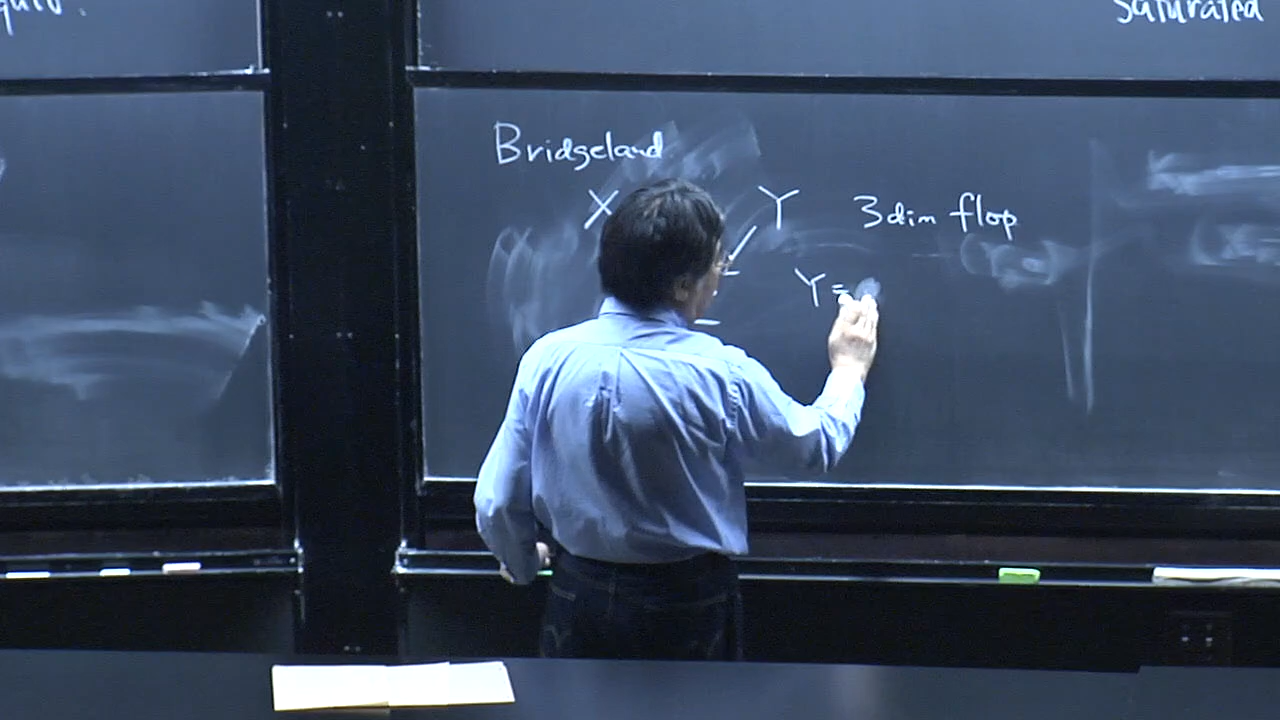 Saturated
Bridgeland
X Y 3dim flop
Y =